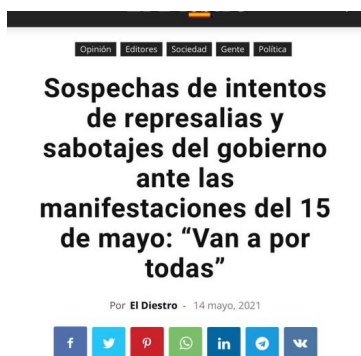 Opinión Editores Sociedad Gente Política
Sospechas de intentos
de represalias y
sabotajes del gobierno
ante las
manifestaciones del 15
de mayo: “Van a por
todas”
Por El Diestro - 14 mayo, 2021